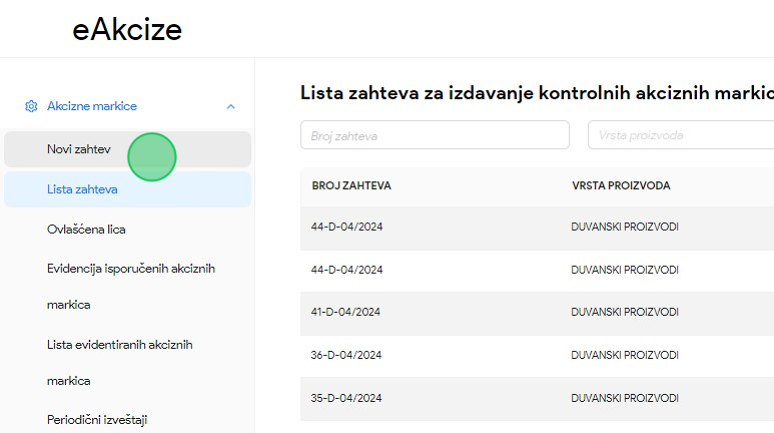 eAkcize
Akcizne markice
Novi zahtev
Lista zahteva
Ovlašćena lica
Evidencija isporučenih akciznih
markica
Lista evidentiranih akciznih
markica
Periodični izveštaji
Lista zahteva za izdavanje kontrolnih akciznih markic
Broj zahteva
Vrsta proizvoda
BROJ ZAHTEVA VRSTA PROIZVODA
44-D-04/2024 DUVANSKI PROIZVODI
44-D-04/2024 DUVANSKI PROIZVODI
41-D-04/2024 DUVANSKI PROIZVODI
36-D-04/2024 DUVANSKI PROIZVODI
35-D-04/2024 DUVANSKI PROIZVODI